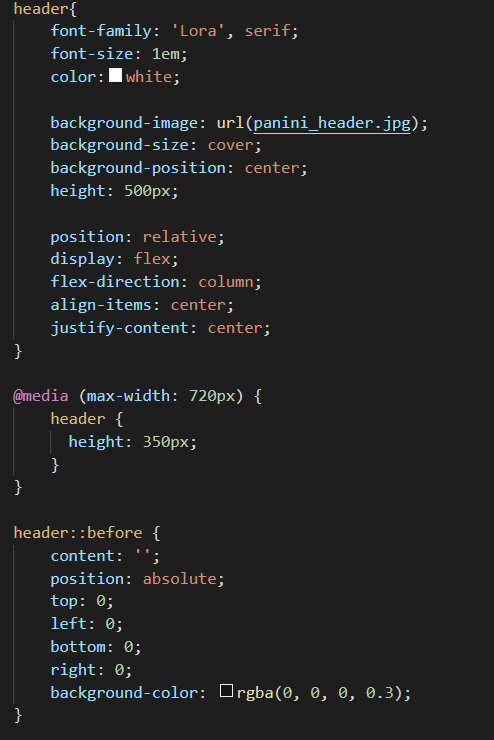 header{
    font-family: 'Lora', serif;
    font-size: 1em;
    color: white;

    background-image: url(panini_header.jpg);
    background-size: cover;
    background-position: center;
    height: 500px;

    position: relative;
    display: flex;
    flex-direction: column;
    align-items: center;
    justify-content: center;
}

@media (max-width: 720px) {
    header {
      height: 350px;
    }
}

header::before {
    content: '';
    position: absolute;
    top: 0;
    left: 0;
    bottom: 0;
    right: 0;
    background-color: rgba(0, 0, 0, 0.3);
}